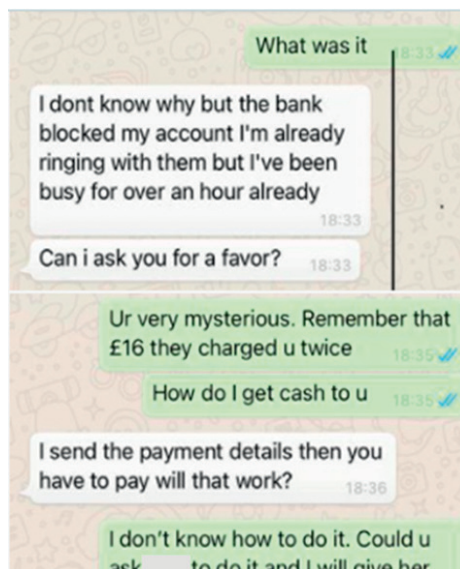 What was it 18:33
I dont know why but the bank
blocked my account I'm already
ringing with them but I've been
busy for over an hour already
18:33
Can i ask you for a favor? 18:33
Ur very mysterious. Remember that
£16 they charged u twice 18:35
How do I get cash to u 18:35
I send the payment details then you
have to pay will that work? 18:36
I don't know how to do it. Could u
ask to do it and I will give her